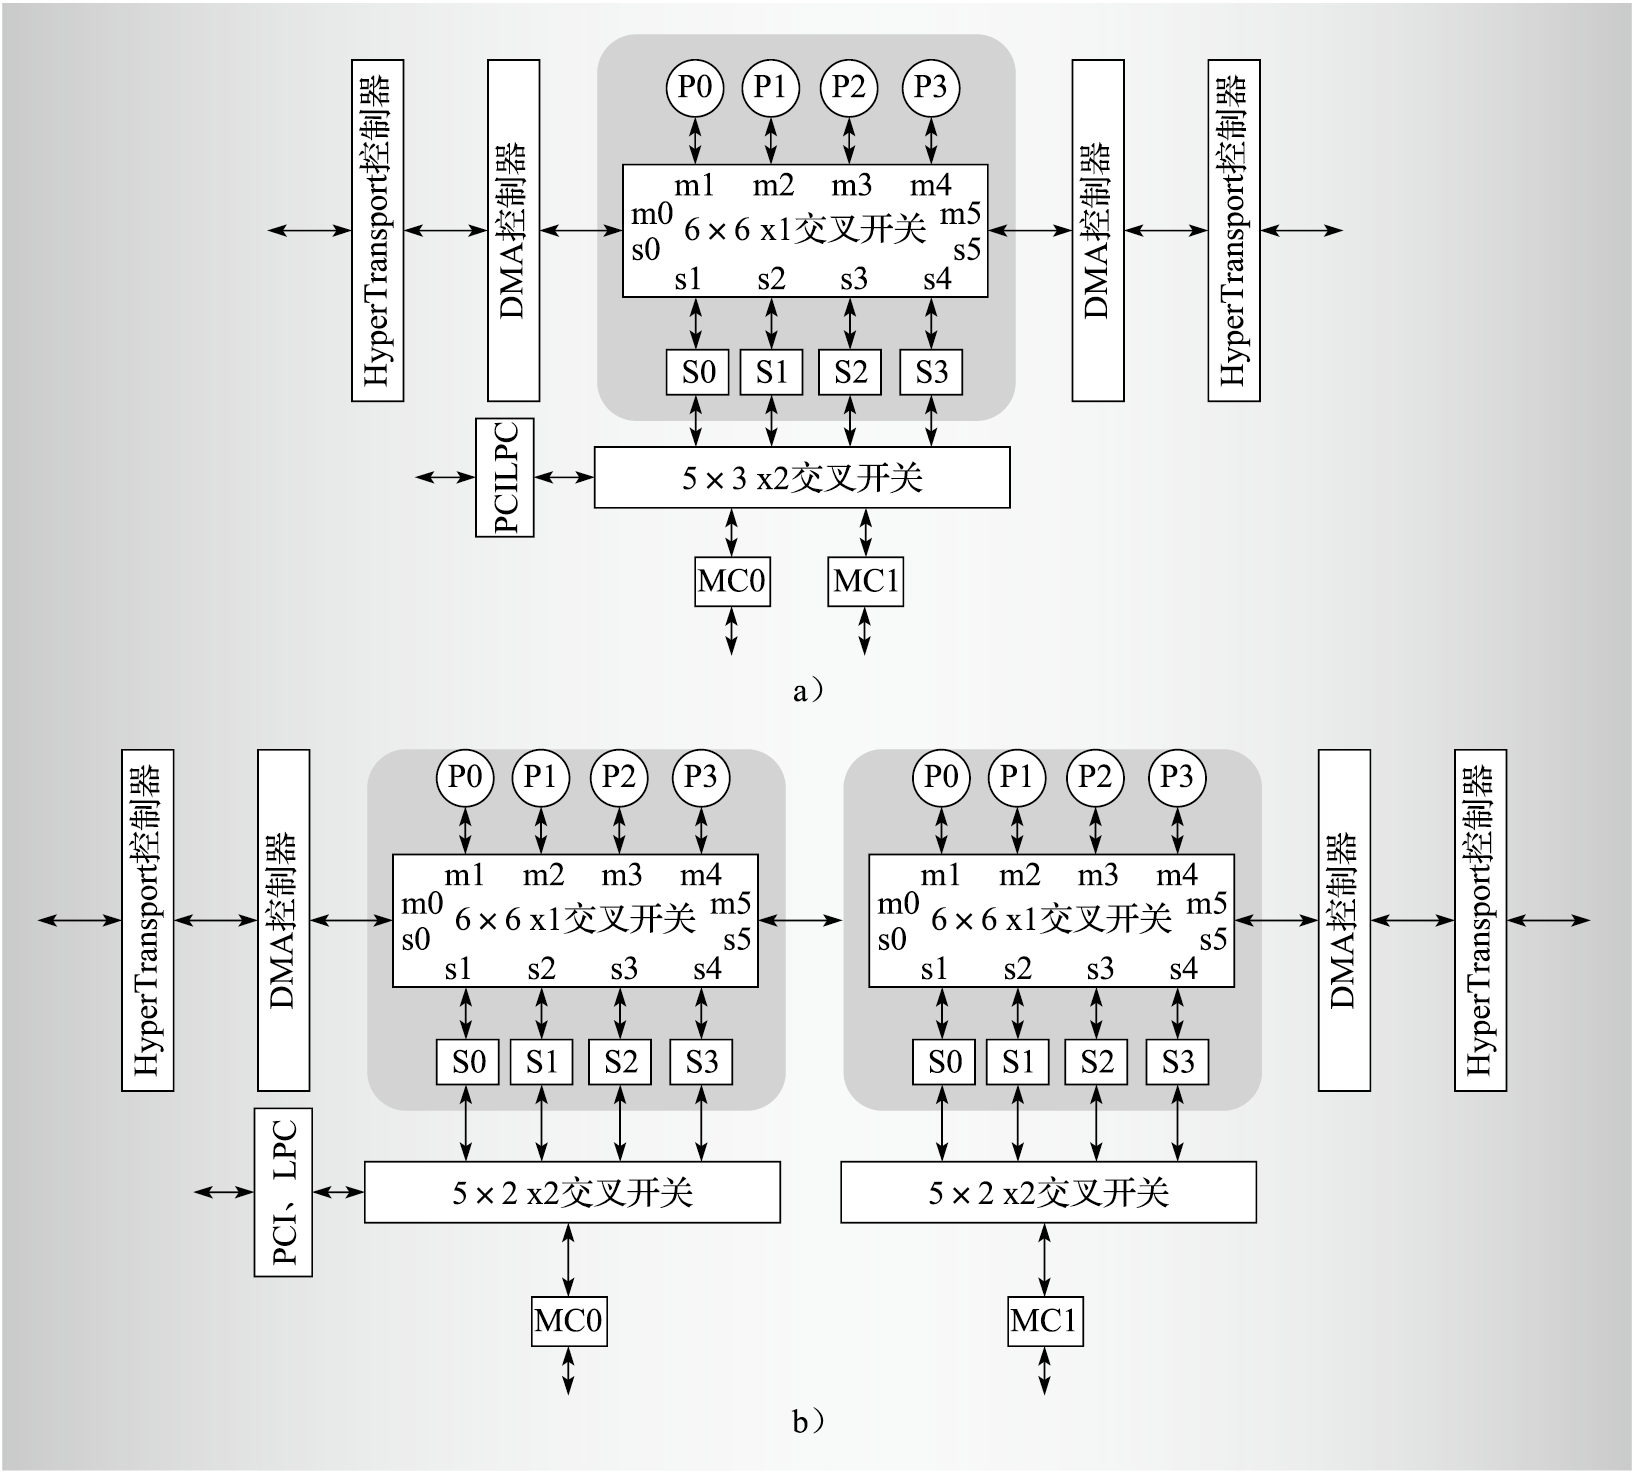 P0 P1 P2 P3
HyperTransport控制器
DMA控制器
m1 m2 m3 m4
m0 6×6 x1交叉开关 m5
s0 s5
s1 s2 s3 s4
DMA控制器
HyperTransport控制器
S0 S1 S2 S3
PCILPC
5×3 x2交叉开关
MC0 MC1
a）
HyperTransport控制器
DMA控制器
P0 P1 P2 P3
m1 m2 m3 m4
m0 6×6 x1交叉开关 m5
s0 s5
s1 s2 s3 s4
S0 S1 S2 S3
P0 P1 P2 P3
m1 m2 m3 m4
m0 6×6 x1交叉开关 m5
s0 s5
s1 s2 s3 s4
S0 S1 S2 S3
DMA控制器
HyperTransport控制器
PCI、LPC
5×2 x2交叉开关
5×2 x2交叉开关
MC0
MC1
b）